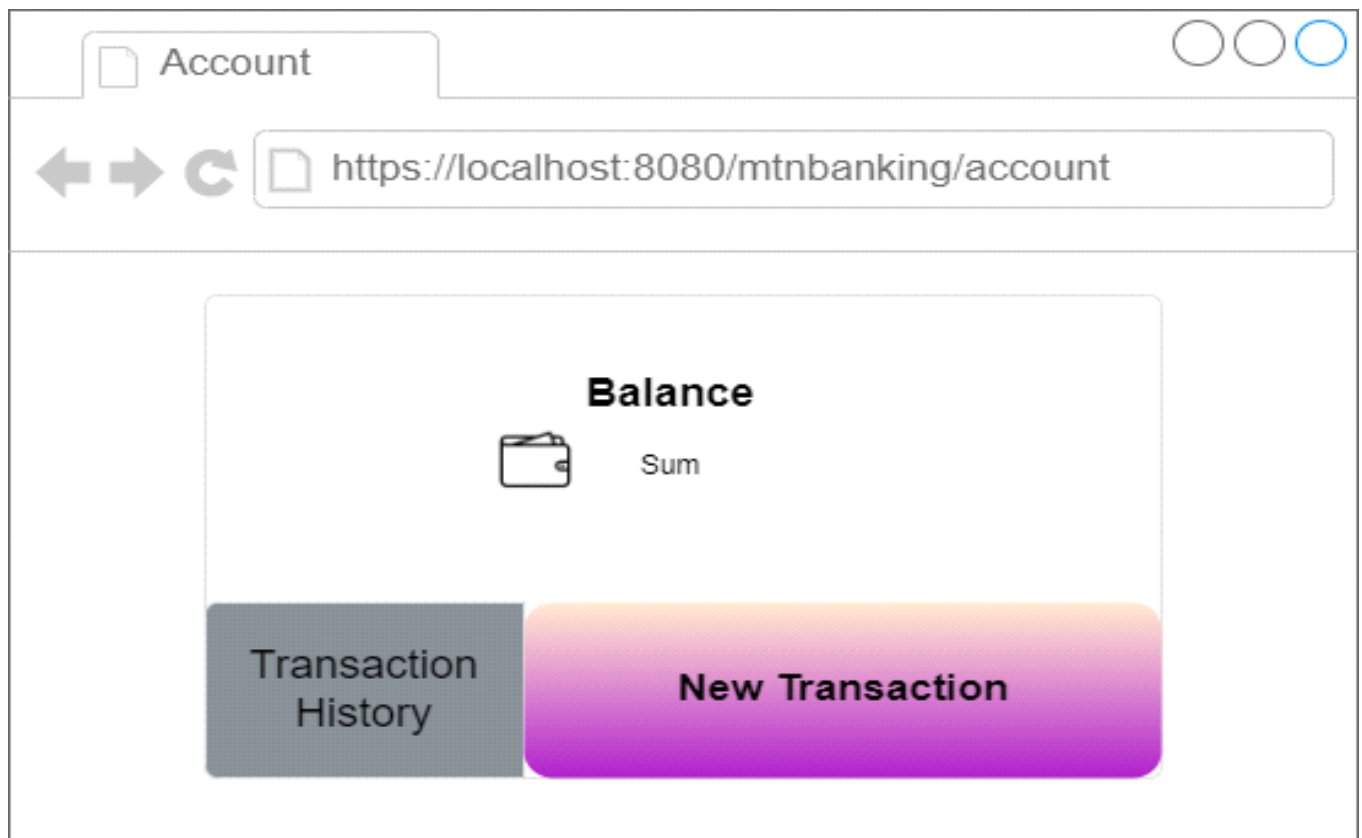 Account
https://localhost:8080/mtnbanking/account
Balance
Sum
Transaction
History
New Transaction